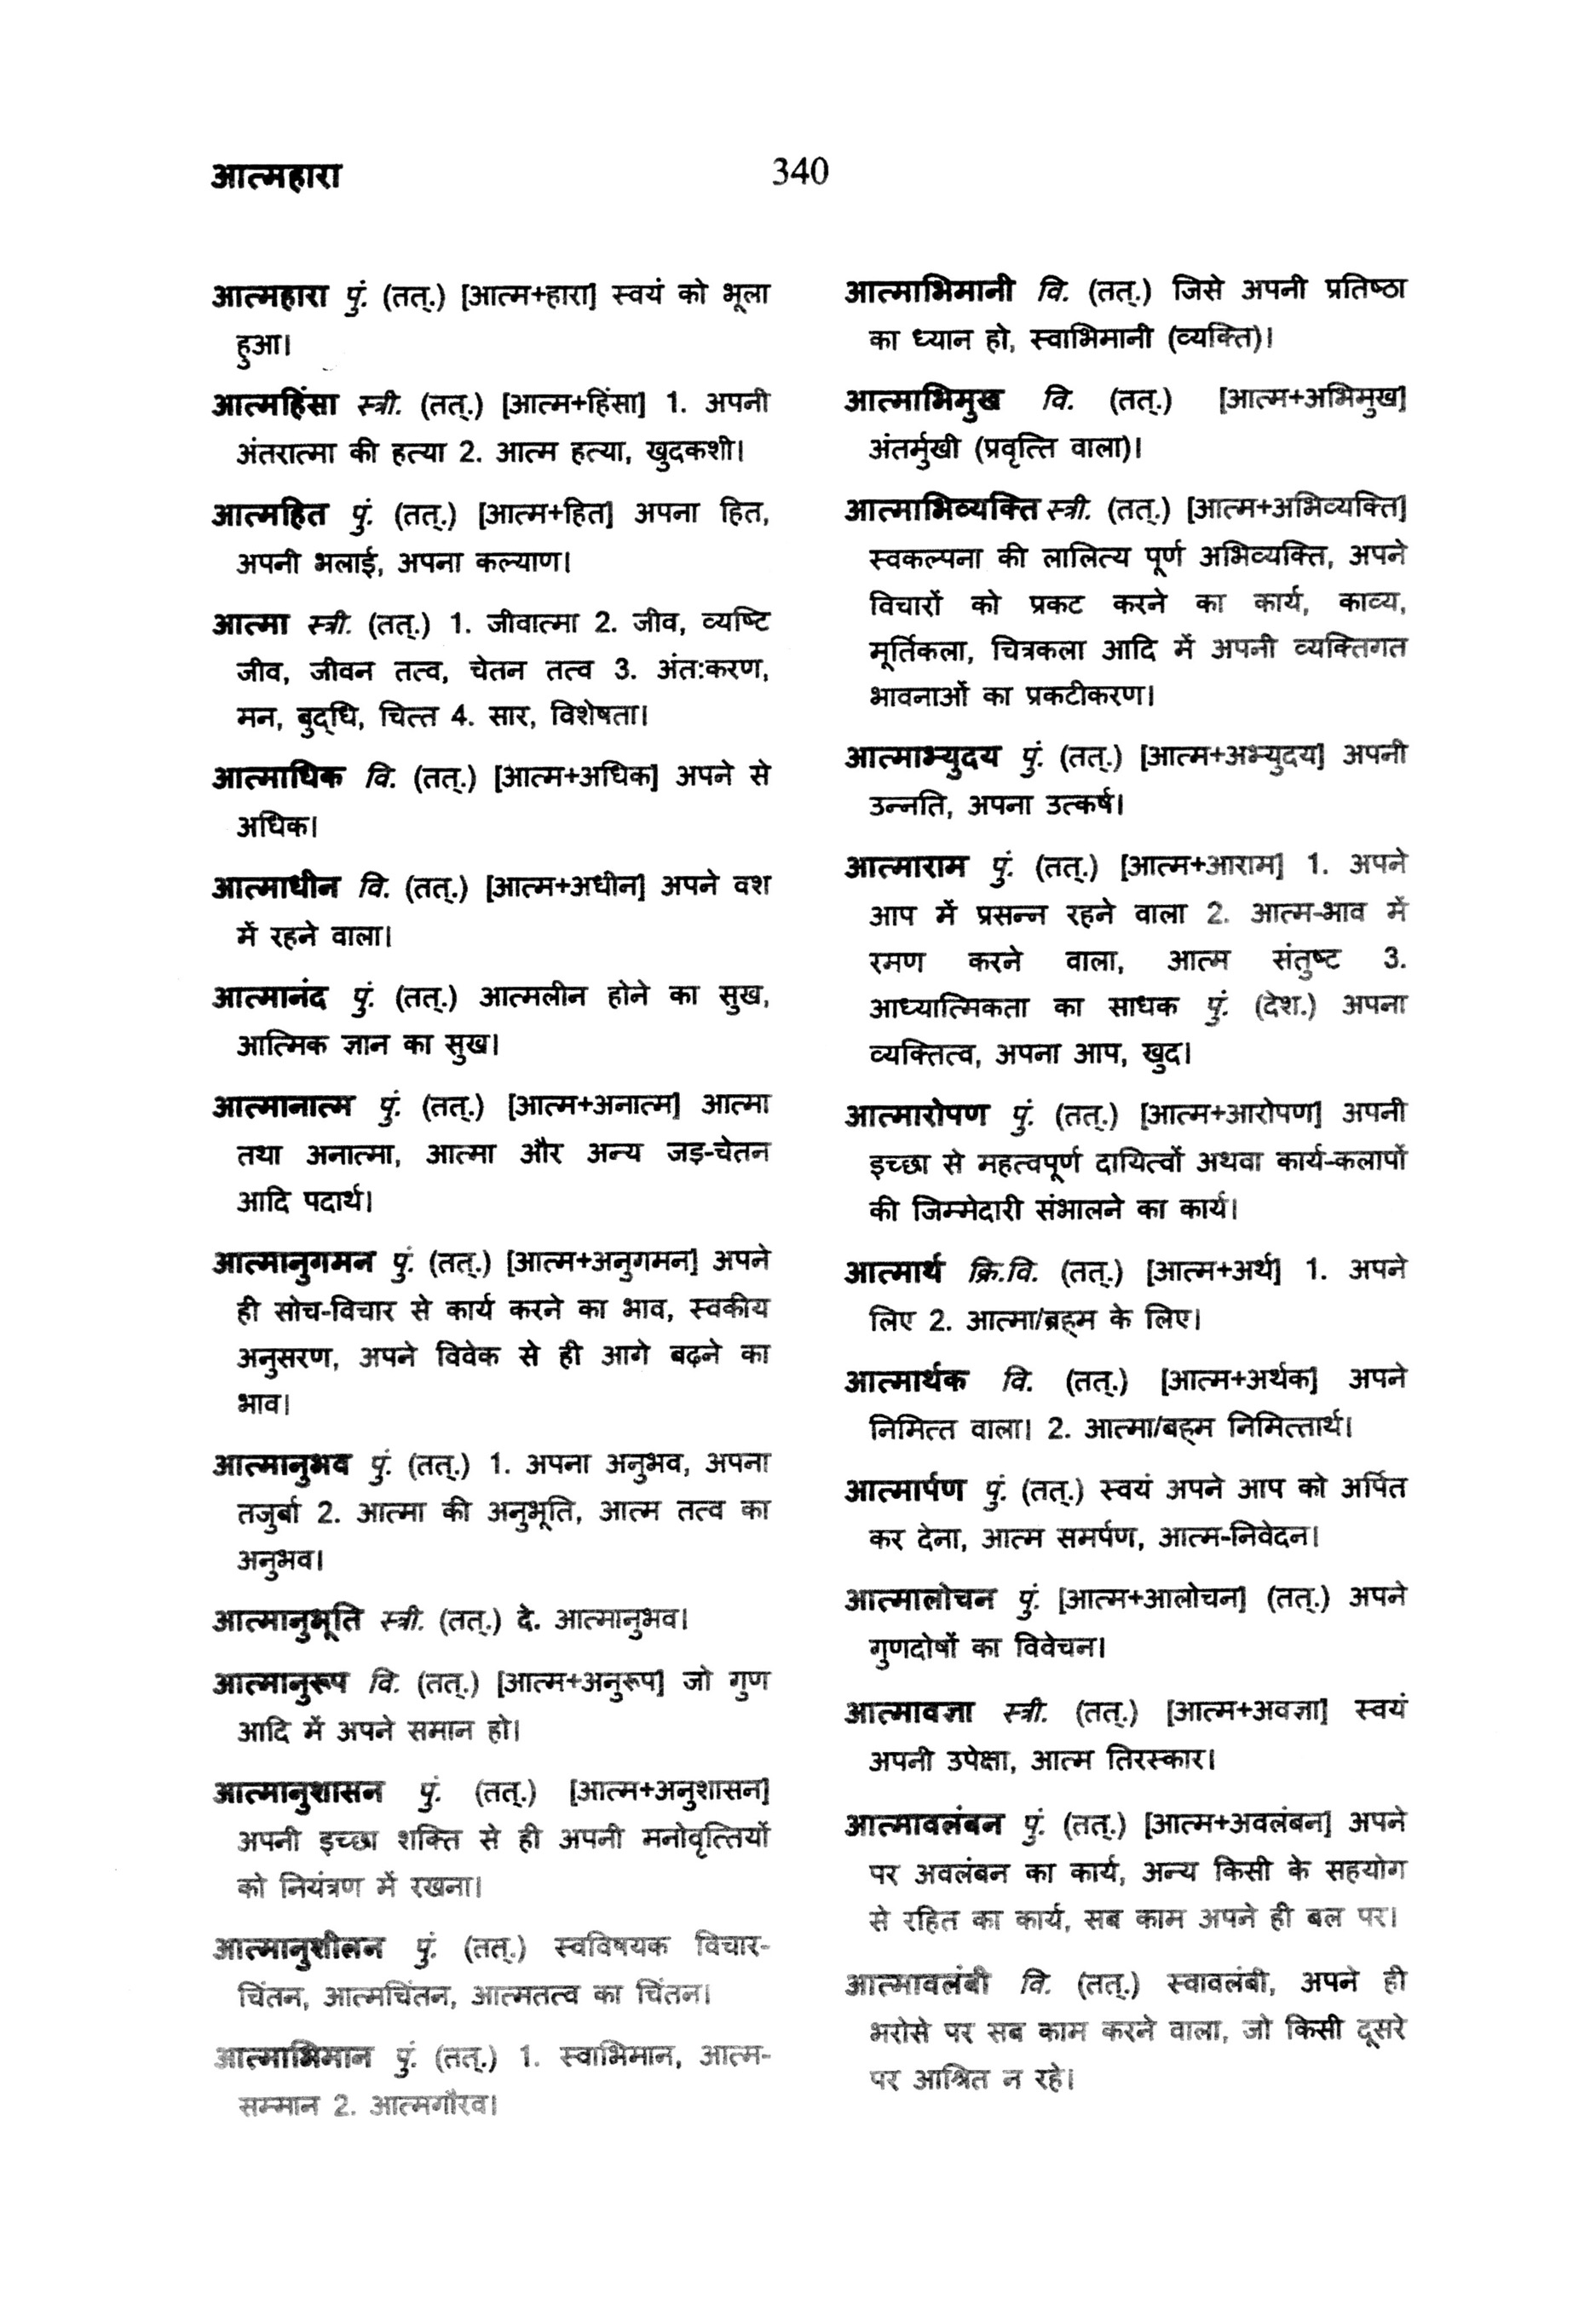 आत्महारा
340
आत्महारा पुं. (तत्.) [आत्म+हारा] स्वयं को भूला
हुआ।
आत्महिंसा स्त्री. (तत्.) [आत्म+हिंसा] 1. अपनी
अंतरात्मा की हत्या 2. आत्म हत्या, खुदकशी।
आत्महित पुं. (तत्.) [आत्म+हित] अपना हित,
अपनी भलाई, अपना कल्याण।
आत्मा स्त्री. (तत्.) 1. जीवात्मा 2. जीव, व्यष्टि
जीव, जीवन तत्व, चेतन तत्व 3. अंत:करण,
मन, बुद्‌धि, चित्त 4. सार, विशेषता।
आत्माधिक वि. (तत्.) [आत्म+अधिक] अपने से
अधिक।
आत्माधीन वि. (तत्.) [आत्म+अधीन] अपने वश
में रहने वाला।
आत्मानंद पुं. (तत्.) आत्मलीन होने का सुख,
आत्मिक ज्ञान का सुख।
आत्मानात्म पुं. (तत्.) [आत्म+अनात्म] आत्मा
तथा अनात्मा, आत्मा और अन्य जड़-चेतन
आदि पदार्थ।
आत्मानुगमन पुं. (तत्.) [आत्म+अनुगमन] अपने
ही सोच-विचार से कार्य करने का भाव, स्वकीय
अनुसरण, अपने विवेक से ही आगे बढ़ने का
भाव।
आत्मानुभव पुं. (तत्.) 1. अपना अनुभव, अपना
तजुर्बा 2. आत्मा की अनुभूति, आत्म तत्व का
अनुभव।
आत्मानुभूति स्त्री. (तत्.) दे. आत्मानुभव।
आत्मानुरूप वि. (तत्.) [आत्म+अनुरूप] जो गुण
आदि में अपने समान हो।
आत्मानुशासन पुं. (तत्.) [आत्म+अनुशासन]
अपनी इच्छा शक्ति से ही अपनी मनोवृत्तियों
को नियंत्रण में रखना।
आत्मानुशीलन पुं. (तत्.) स्वविषयक विचार-
चिंतन, आत्मचिंतन, आत्मतत्व का चिंतन।
आत्माभिमान पुं. (तत्.) 1. स्वाभिमान, आत्म-
सम्मान 2. आत्मगौरव।
आत्माभिमानी वि. (तत्.) जिसे अपनी प्रतिष्ठा
का ध्यान हो, स्वाभिमानी (व्यक्ति)।
आत्माभिमुख वि. (तत्.) [आत्म+अभिमुख]
अंतर्मुखी (प्रवृत्ति वाला)।
आत्माभिव्यक्ति स्त्री. (तत्.) [आत्म+अभिव्यक्ति]
स्वकल्पना की लालित्य पूर्ण अभिव्यक्ति, अपने
विचारों को प्रकट करने का कार्य, काव्य,
मूर्तिकला, चित्रकला आदि में अपनी व्यक्तिगत
भावनाओं का प्रकटीकरण।
आत्माभ्युदय पुं. (तत्.) [आत्म+अभ्युदय] अपनी
उन्नति, अपना उत्कर्ष।
आत्माराम पुं. (तत्.) [आत्म+आराम] 1. अपने
आप में प्रसन्न रहने वाला 2. आत्म-भाव में
रमण करने वाला, आत्म संतुष्ट 3.
आध्यात्मिकता का साधक पुं. (देश.) अपना
व्यक्तित्व, अपना आप, खुद।
आत्मारोपण पुं. (तत्.) [आत्म+आरोपण] अपनी
इच्छा से महत्वपूर्ण दायित्वों अथवा कार्य-कलापों
की जिम्मेदारी संभालने का कार्य।
आत्मार्थ क्रि.वि. (तत्.) [आत्म+अर्थ] 1. अपने
लिए 2. आत्मा/ब्रह्‌म के लिए।
आत्मार्थक वि. (तत्.) [आत्म+अर्थक] अपने
निमित्त वाला। 2. आत्मा/बह्‌म निमित्तार्थ।
आत्मार्पण पुं. (तत्.) स्वयं अपने आप को अर्पित
कर देना, आत्म समर्पण, आत्म-निवेदन।
आत्मालोचन पुं. [आत्म+आलोचन] (तत्.) अपने
गुणदोषों का विवेचन।
आत्मावज्ञा स्त्री. (तत्.) [आत्म+अवज्ञा] स्वयं
अपनी उपेक्षा, आत्म तिरस्कार।
आत्मावलंबन पुं. (तत्.) [आत्म+अवलंबन] अपने
पर अवलंबन का कार्य, अन्य किसी के सहयोग
से रहित का कार्य, सब काम अपने ही बल पर।
आत्मावलंबी वि. (तत्.) स्वावलंबी, अपने ही
भरोसे पर सब काम करने वाला, जो किसी दूसरे
पर आश्रित न रहे।